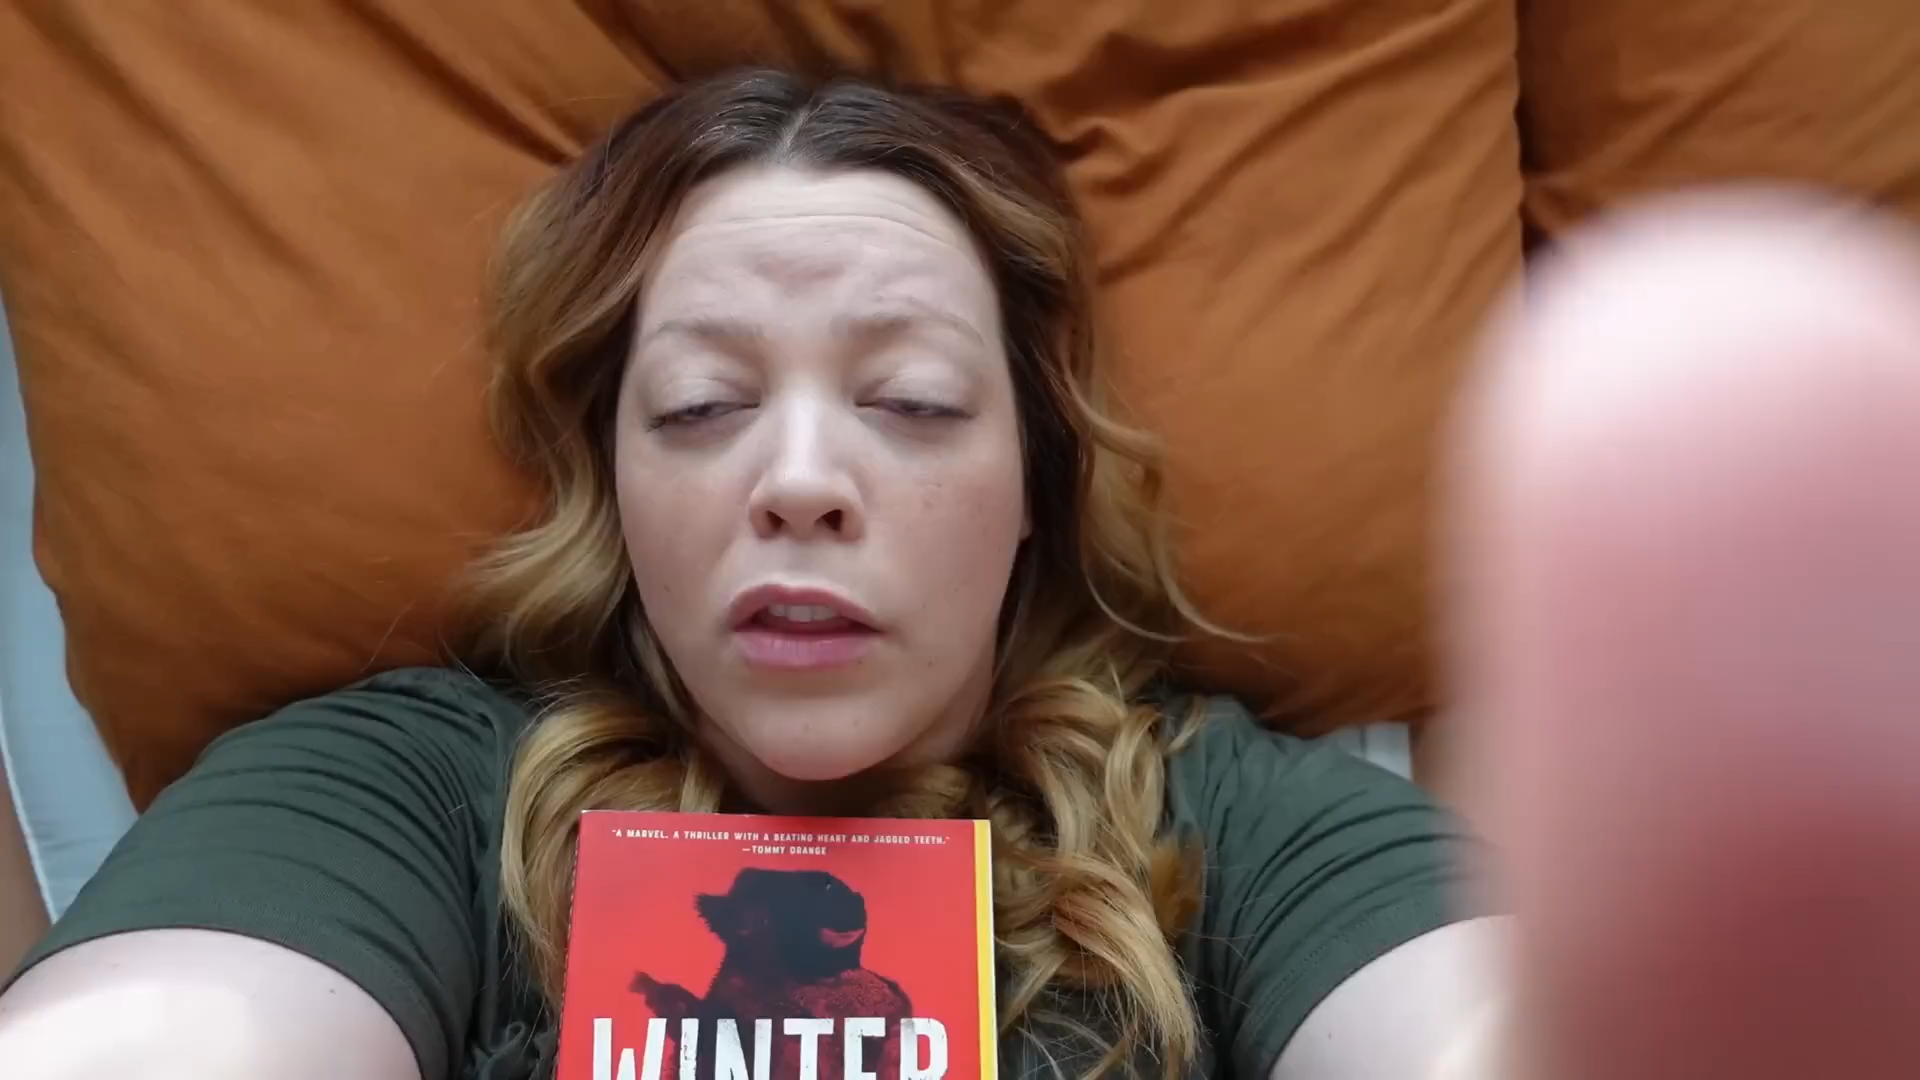 "A MARVEL. A THRILLER WITH A BEATING HEART AND JAGGED TEETH."
—TOMMY ORANGE
WINTER